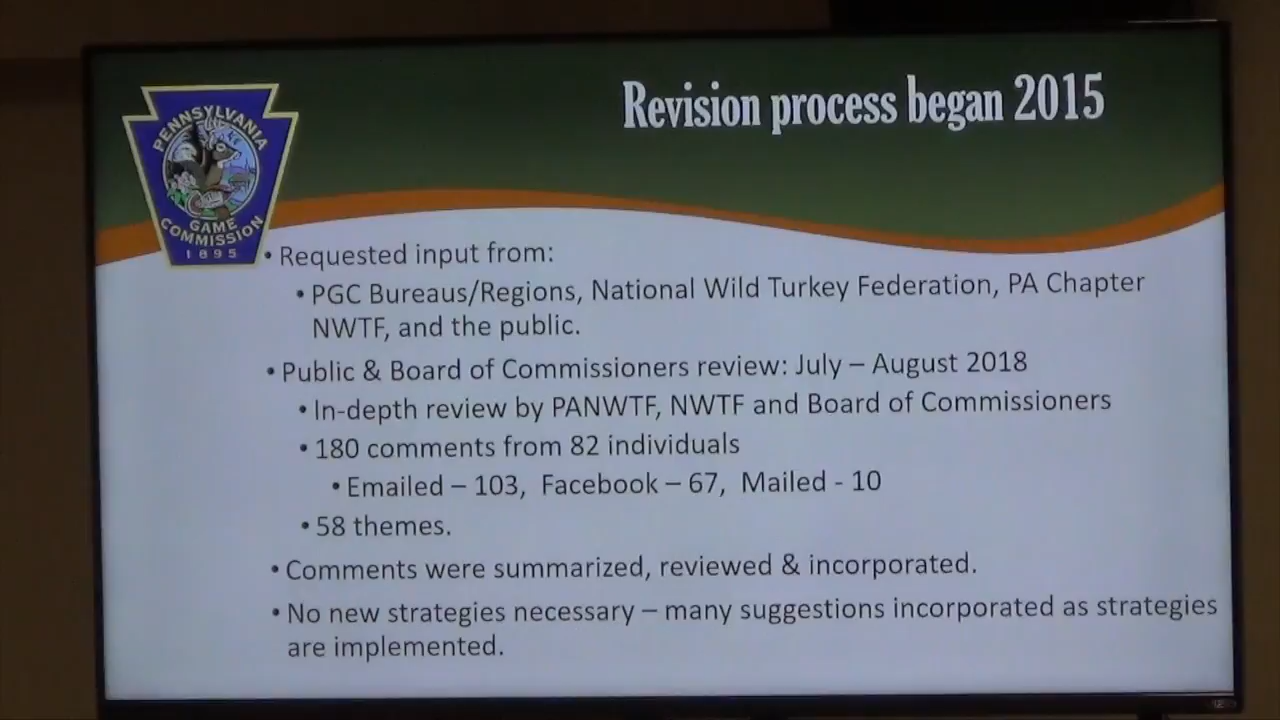 Revision process began 2015
PENNSYLVANIA
GAME
COMMISSION
1895
• Requested input from:
• PGC Bureaus/Regions, National Wild Turkey Federation, PA Chapter
NWTF, and the public.
• Public & Board of Commissioners review: July – August 2018
• In-depth review by PANWTF, NWTF and Board of Commissioners
• 180 comments from 82 individuals
• Emailed – 103, Facebook – 67, Mailed - 10
• 58 themes.
• Comments were summarized, reviewed & incorporated.
• No new strategies necessary – many suggestions incorporated as strategies
are implemented.